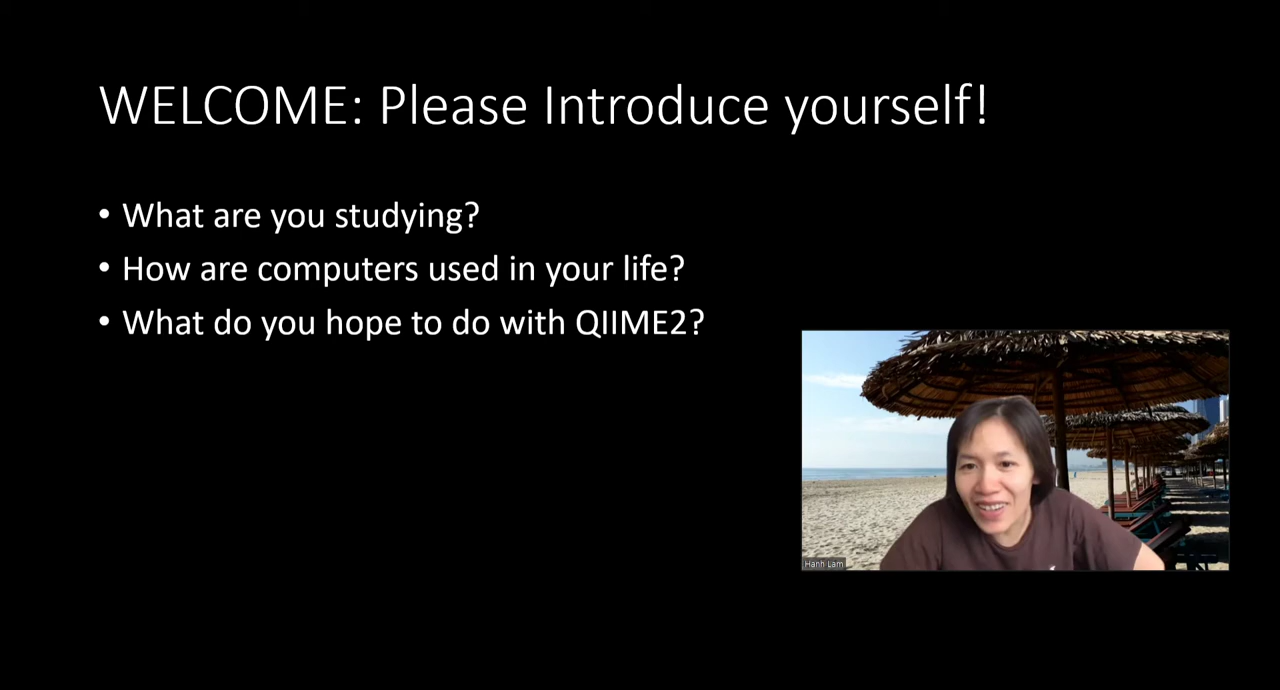 WELCOME: Please Introduce yourself!
• What are you studying?
• How are computers used in your life?
• What do you hope to do with QIIME2?
Hanh Lam